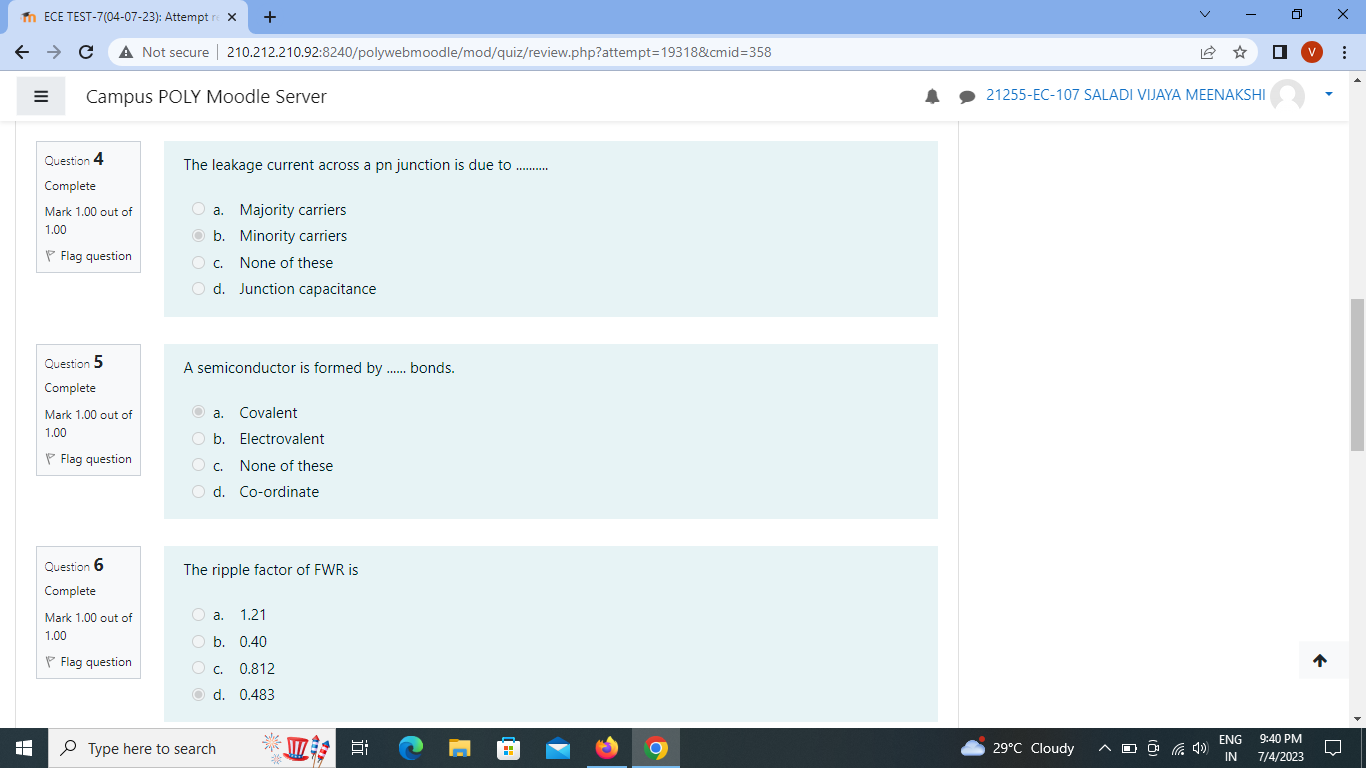 ECE TEST-7(04-07-23): Attempt r
Not secure
210.212.210.92:8240/polywebmoodle/mod/quiz/review.php?attempt=19318&cmid=358
V
Campus POLY Moodle Server
21255-EC-107 SALADI VIJAYA MEENAKSHI
Question 4
Complete
Mark 1.00 out of
1.00
Flag question
The leakage current across a pn junction is due to ..........
a. Majority carriers
b. Minority carriers
c. None of these
d. Junction capacitance
Question 5
Complete
Mark 1.00 out of
1.00
Flag question
A semiconductor is formed by ...... bonds.
a. Covalent
b. Electrovalent
c. None of these
d. Co-ordinate
Question 6
Complete
Mark 1.00 out of
1.00
Flag question
The ripple factor of FWR is
a. 1.21
b. 0.40
c. 0.812
d. 0.483
Type here to search
29°C Cloudy
ENG
IN
9:40 PM
7/4/2023